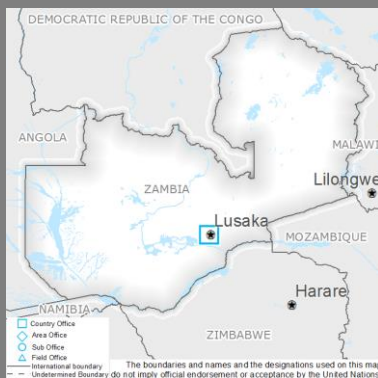 DEMOCRATIC REPUBLIC OF THE CONGO
ANGOLA
MALAWI
ZAMBIA
Lilongwe
Lusaka
MOZAMBIQUE
Harare
NAMIBIA
ZIMBABWE
Country Office
Area Office
Sub Office
Field Office
International boundary
Undetermined Boundary
The boundaries and names and the designations used on this map
do not imply official endorsement or acceptance by the United Nations